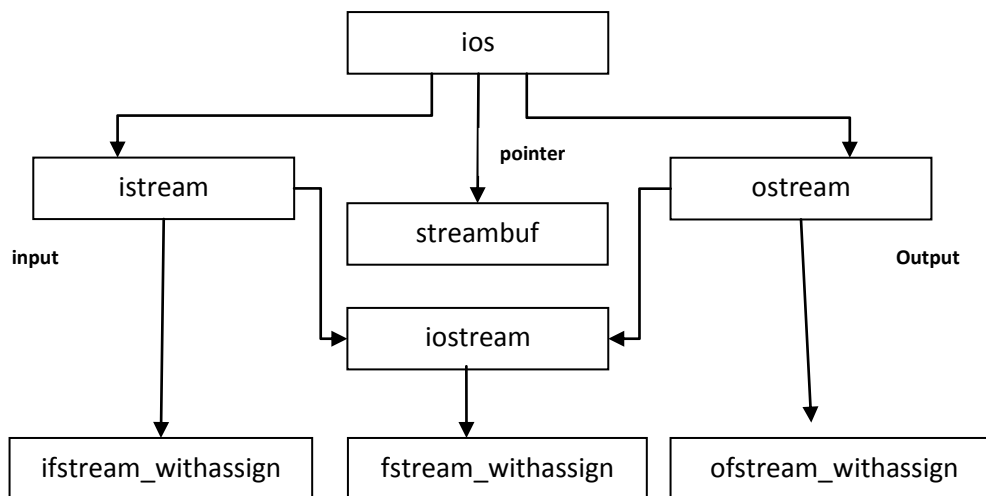 ios
pointer
istream
ostream
streambuf
input
Output
iostream
ifstream_withassign
fstream_withassign
ofstream_withassign